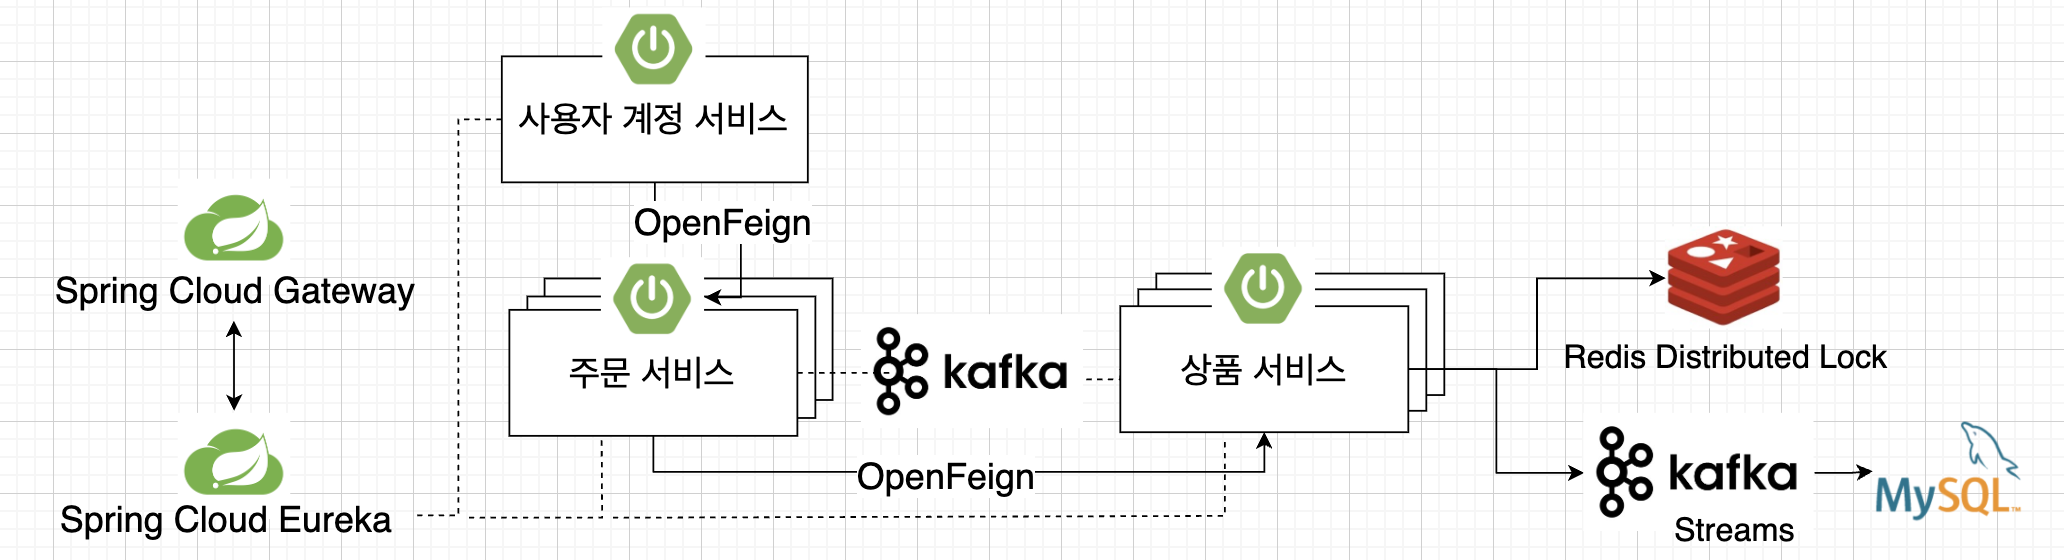 사용자 계정 서비스
OpenFeign
Spring Cloud Gateway
주문 서비스
kafka
상품 서비스
Redis Distributed Lock
OpenFeign
kafka
Streams
MySQL™
Spring Cloud Eureka